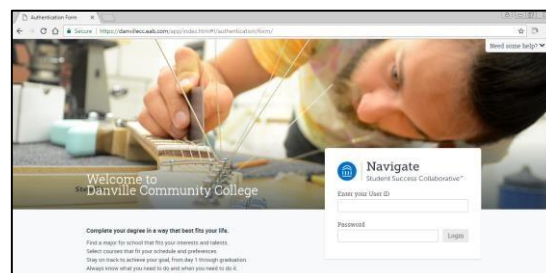 Authentication Form
Secure
https://danvillecc.eab.com/app/index.html#/authentication/form/
Need some help?
Welcome to
Danville Community College
Navigate
Student Success Collaborative™
Enter your User ID
Password
Login
Complete your degree in a way that best fits your life.
Find a major for school that fits your interests and talents
Select courses that fit your schedule and preferences
Stay on track to achieve your goal, from day 1 through graduation
Always know what you need to do and when you need to do it